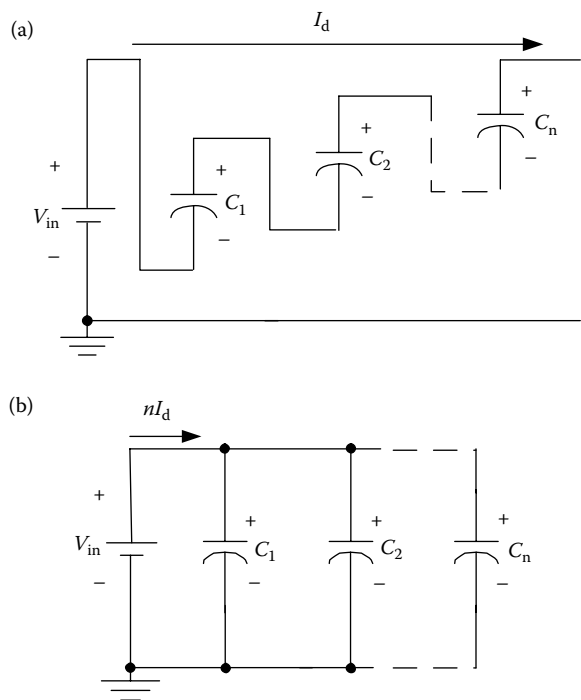 (a)
I_d
+
C_n
−
+
C_2
−
+
C_1
−
+
V_in
−
(b)
nI_d
+
V_in
−
+
C_1
−
+
C_2
−
+
C_n
−